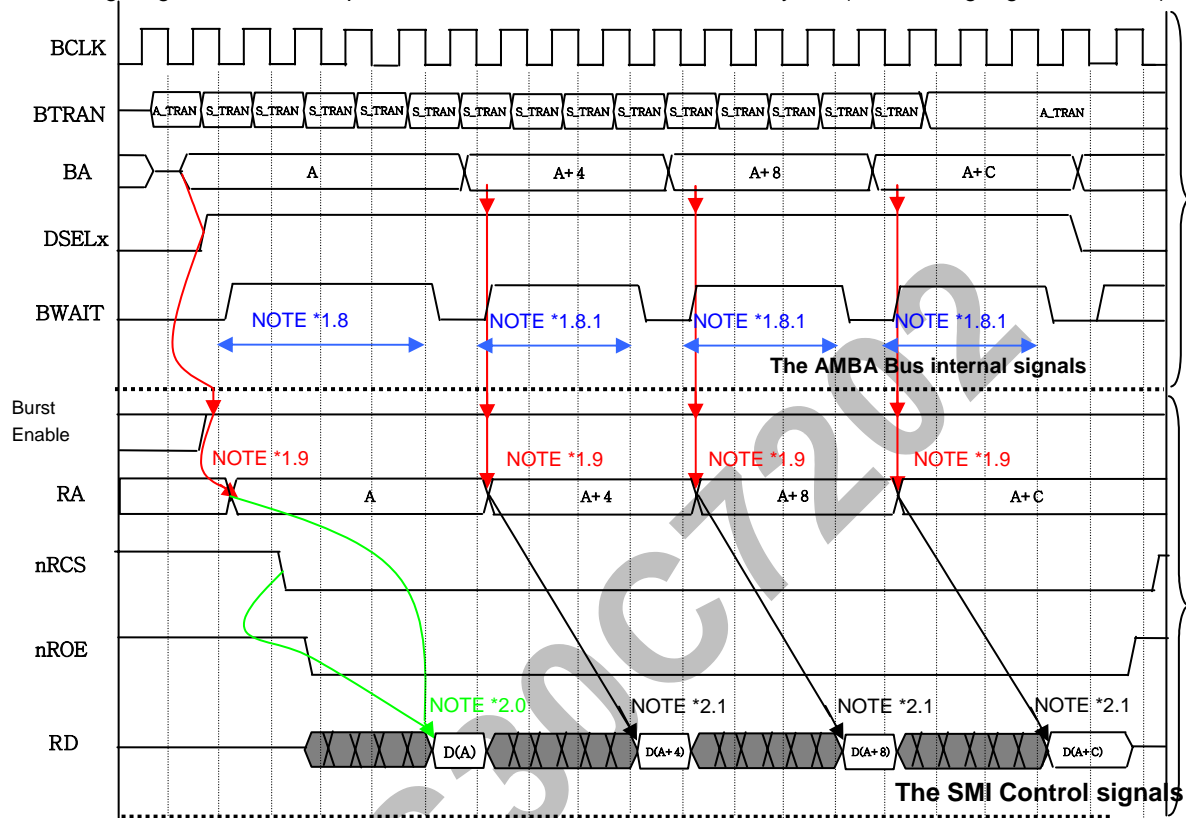 BCLK
BTRAN A_TRAN S_TRAN S_TRAN S_TRAN S_TRAN S_TRAN S_TRAN S_TRAN S_TRAN S_TRAN S_TRAN S_TRAN S_TRAN S_TRAN A_TRAN
BA A A+4 A+8 A+C
DSELx
BWAIT
NOTE *1.8 NOTE *1.8.1 NOTE *1.8.1 NOTE *1.8.1
The AMBA Bus internal signals
Burst
Enable
NOTE *1.9 NOTE *1.9 NOTE *1.9 NOTE *1.9
RA A A+4 A+8 A+C
nRCS
nROE
NOTE *2.0 NOTE *2.1 NOTE *2.1 NOTE *2.1
RD D(A) D(A+4) D(A+8) D(A+C)
The SMI Control signals
30C7202